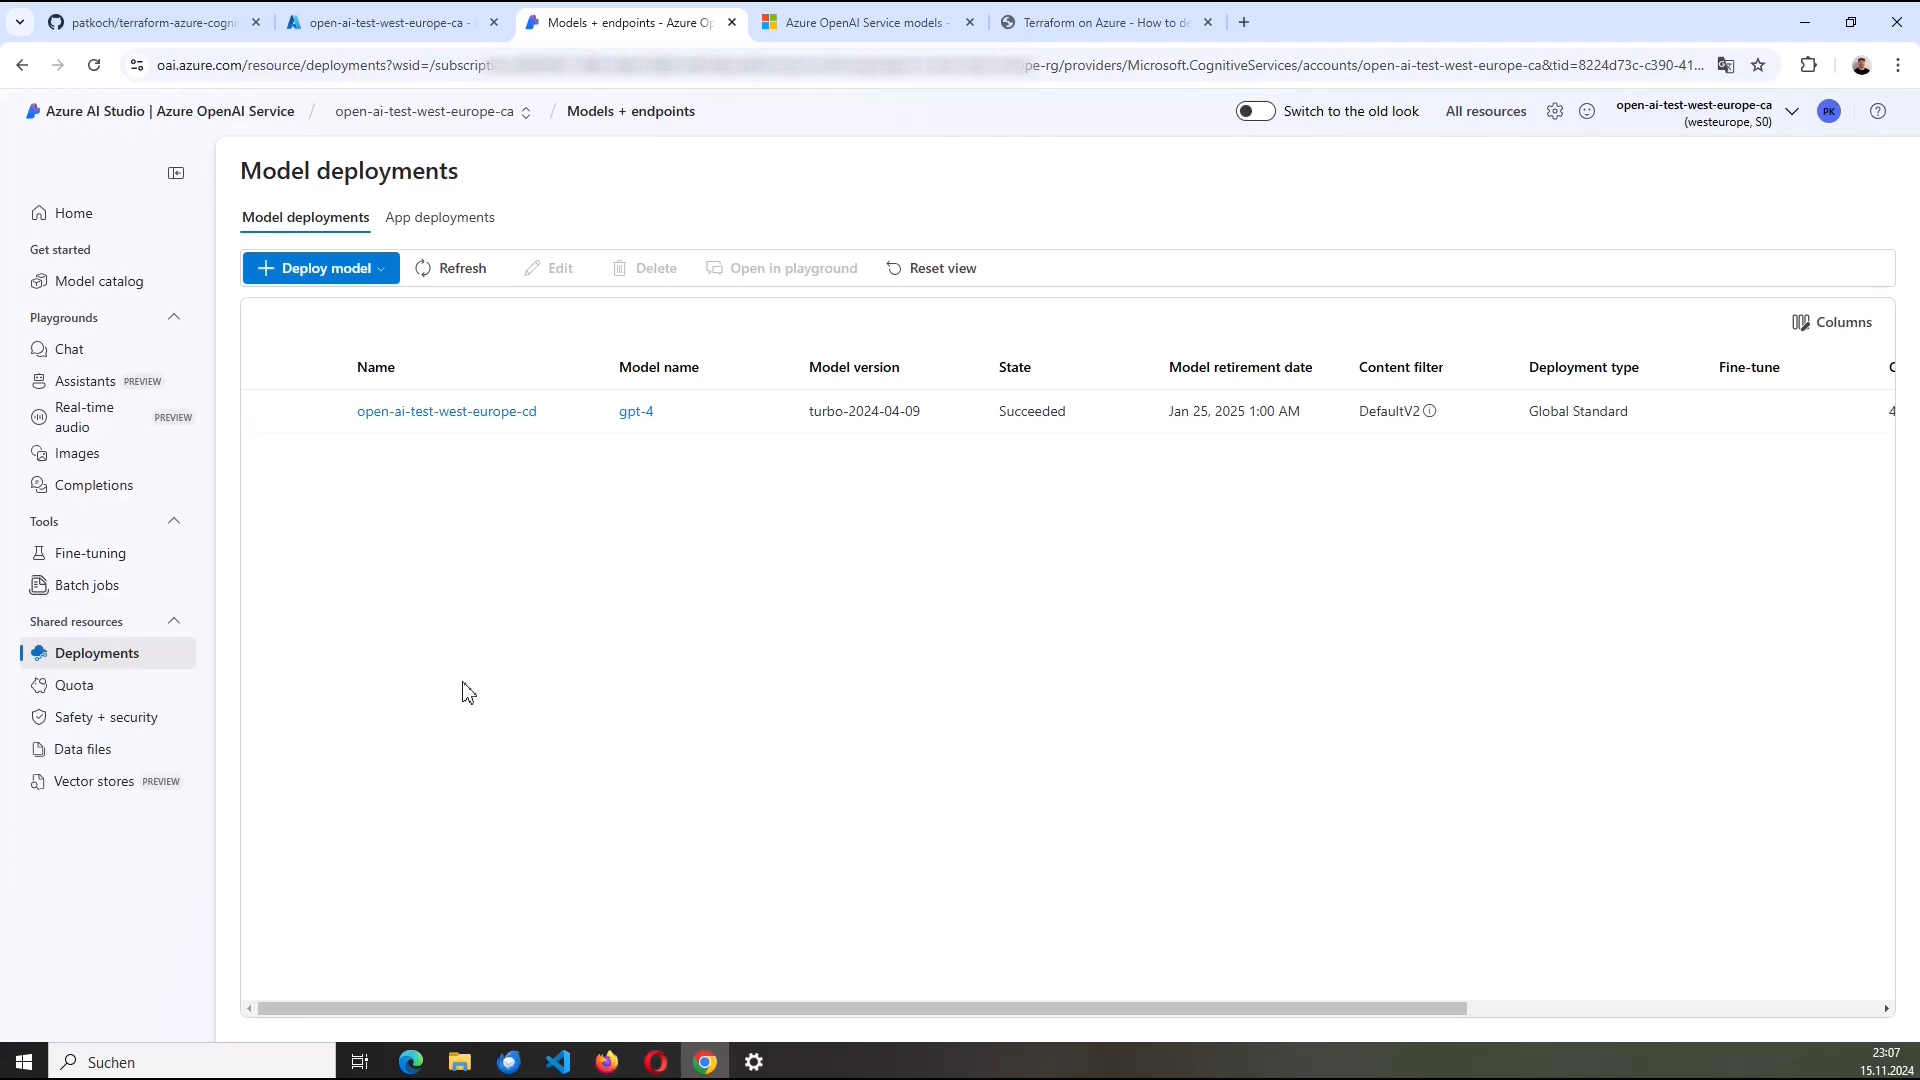 patkoch/terraform-azure-cogni
open-ai-test-west-europe-ca -
Models + endpoints - Azure Op
Azure OpenAI Service models -
Terraform on Azure - How to de
oai.azure.com/resource/deployments?wsid=/subscripti
pe-rg/providers/Microsoft.CognitiveServices/accounts/open-ai-test-west-europe-ca&tid=8224d73c-c390-41...
Azure AI Studio | Azure OpenAI Service / open-ai-test-west-europe-ca / Models + endpoints
Switch to the old look
All resources
open-ai-test-west-europe-ca
(westeurope, S0)
PK
Model deployments
Model deployments
App deployments
Deploy model
Refresh
Edit
Delete
Open in playground
Reset view
Home
Get started
Model catalog
Playgrounds
Chat
Assistants PREVIEW
Real-time audio PREVIEW
Images
Completions
Tools
Fine-tuning
Batch jobs
Shared resources
Deployments
Quota
Safety + security
Data files
Vector stores PREVIEW
Columns
Name Model name Model version State Model retirement date Content filter Deployment type Fine-tune
open-ai-test-west-europe-cd gpt-4 turbo-2024-04-09 Succeeded Jan 25, 2025 1:00 AM DefaultV2 Global Standard 4
Suchen
23:07
15.11.2024